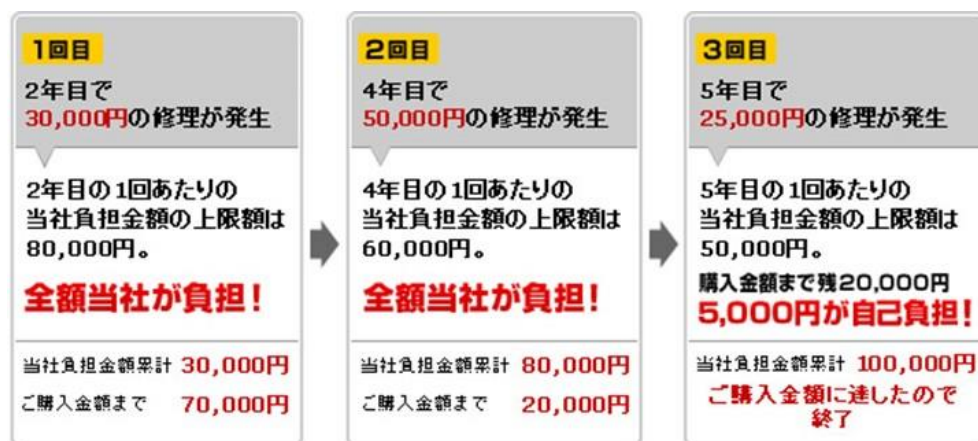 1回目
2年目で
30,000円の修理が発生
2年目の1回あたりの
当社負担金額の上限額は
80,000円。
全額当社が負担！
当社負担金額累計 30,000円
ご購入金額まで 70,000円
2回目
4年目で
50,000円の修理が発生
4年目の1回あたりの
当社負担金額の上限額は
60,000円。
全額当社が負担！
当社負担金額累計 80,000円
ご購入金額まで 20,000円
3回目
5年目で
25,000円の修理が発生
5年目の1回あたりの
当社負担金額の上限額は
50,000円。
購入金額まで残20,000円
5,000円が自己負担！
当社負担金額累計 100,000円
ご購入金額に達したので
終了